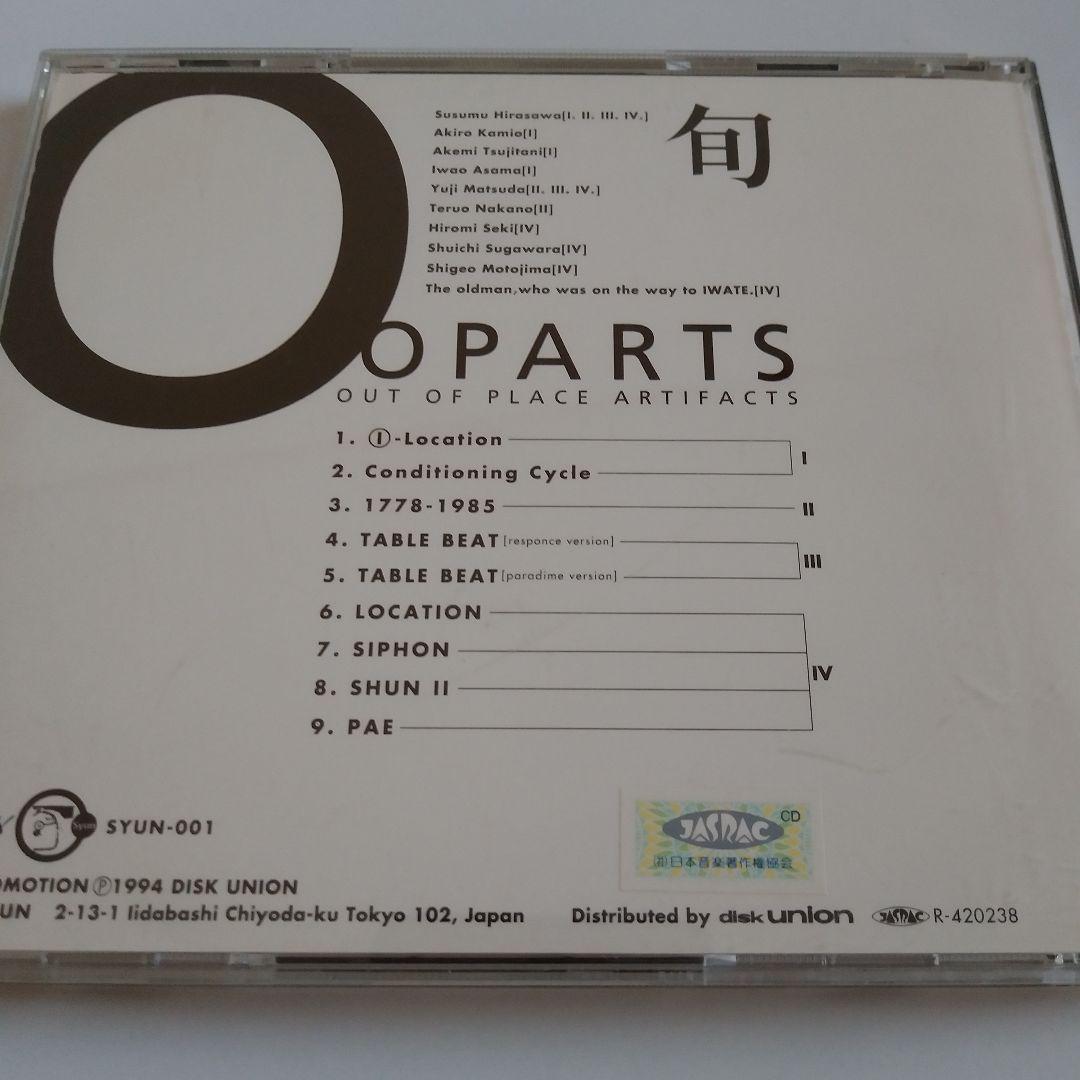 Susumu Hirasawa[I. II. III. IV.]
Akiro Kamio[I]
Akemi Tsujitani[I]
Iwao Asama[I]
Yuji Matsuda[II. III. IV.]
Teruo Nakano[II]
Hiromi Seki[IV]
Shuichi Sugawara[IV]
Shigeo Motojima[IV]
The oldman,who was on the way to IWATE.[IV]
旬
OOPARTS
OUT OF PLACE ARTIFACTS
1. Ⓘ-Location
2. Conditioning Cycle
I
3. 1778-1985
II
4. TABLE BEAT[responce version]
5. TABLE BEAT[paradime version]
III
6. LOCATION
7. SIPHON
8. SHUN II
9. PAE
IV
Syun
SYUN-001
JASRAC
CD
日本音楽著作権協会
OMOTION Ⓟ1994 DISK UNION
UN 2-13-1 Iidabashi Chiyoda-ku Tokyo 102, Japan
Distributed by disk union
JASRAC R-420238